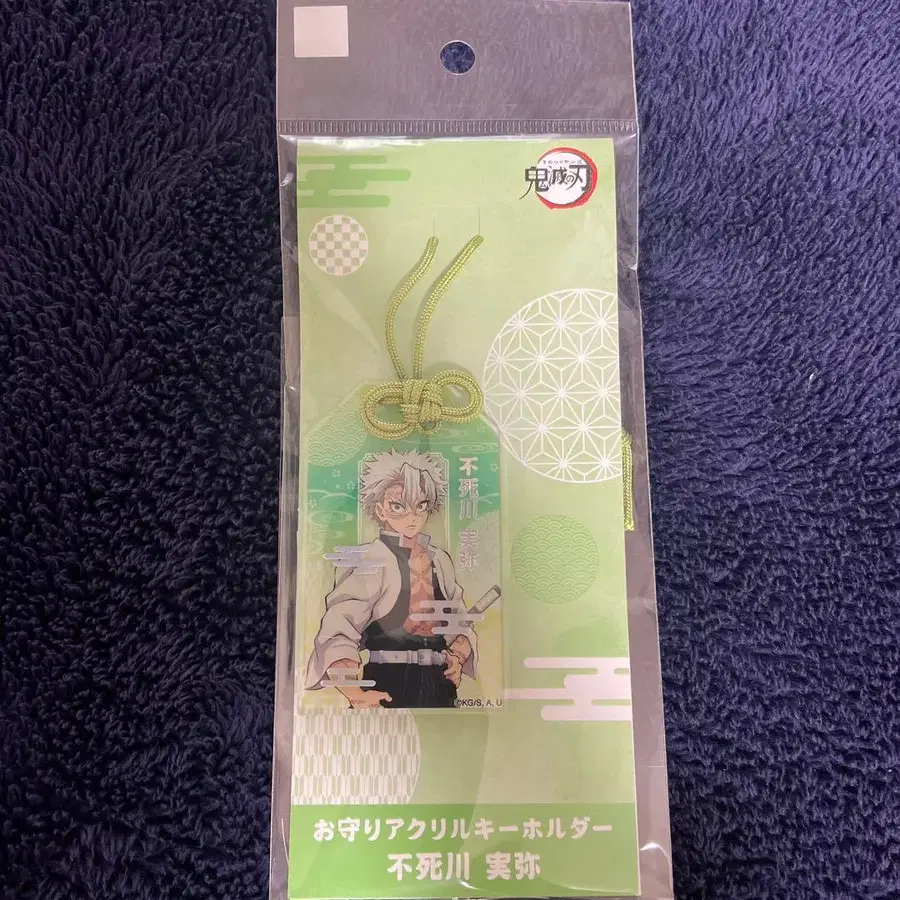 鬼滅の刃
不死川 実弥
©KG/S, A, U
お守りアクリルキーホルダー
不死川 実弥